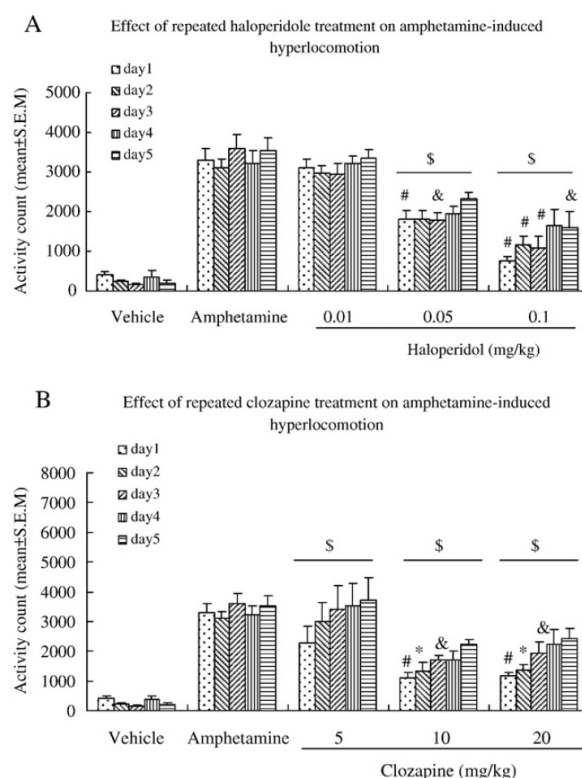 A
Effect of repeated haloperidole treatment on amphetamine-induced
hyperlocomotion
day1
day2
day3
day4
day5
Activity count (mean±S.E.M)
5000
4000
3000
2000
1000
0
$
$
#
&
#
#
#
&
Vehicle
Amphetamine
0.01
0.05
0.1
Haloperidol (mg/kg)
B
Effect of repeated clozapine treatment on amphetamine-induced
hyperlocomotion
day1
day2
day3
day4
day5
Activity count (mean±S.E.M)
8000
7000
6000
5000
4000
3000
2000
1000
0
$
$
$
#
*
&
#
*
&
Vehicle
Amphetamine
5
10
20
Clozapine (mg/kg)